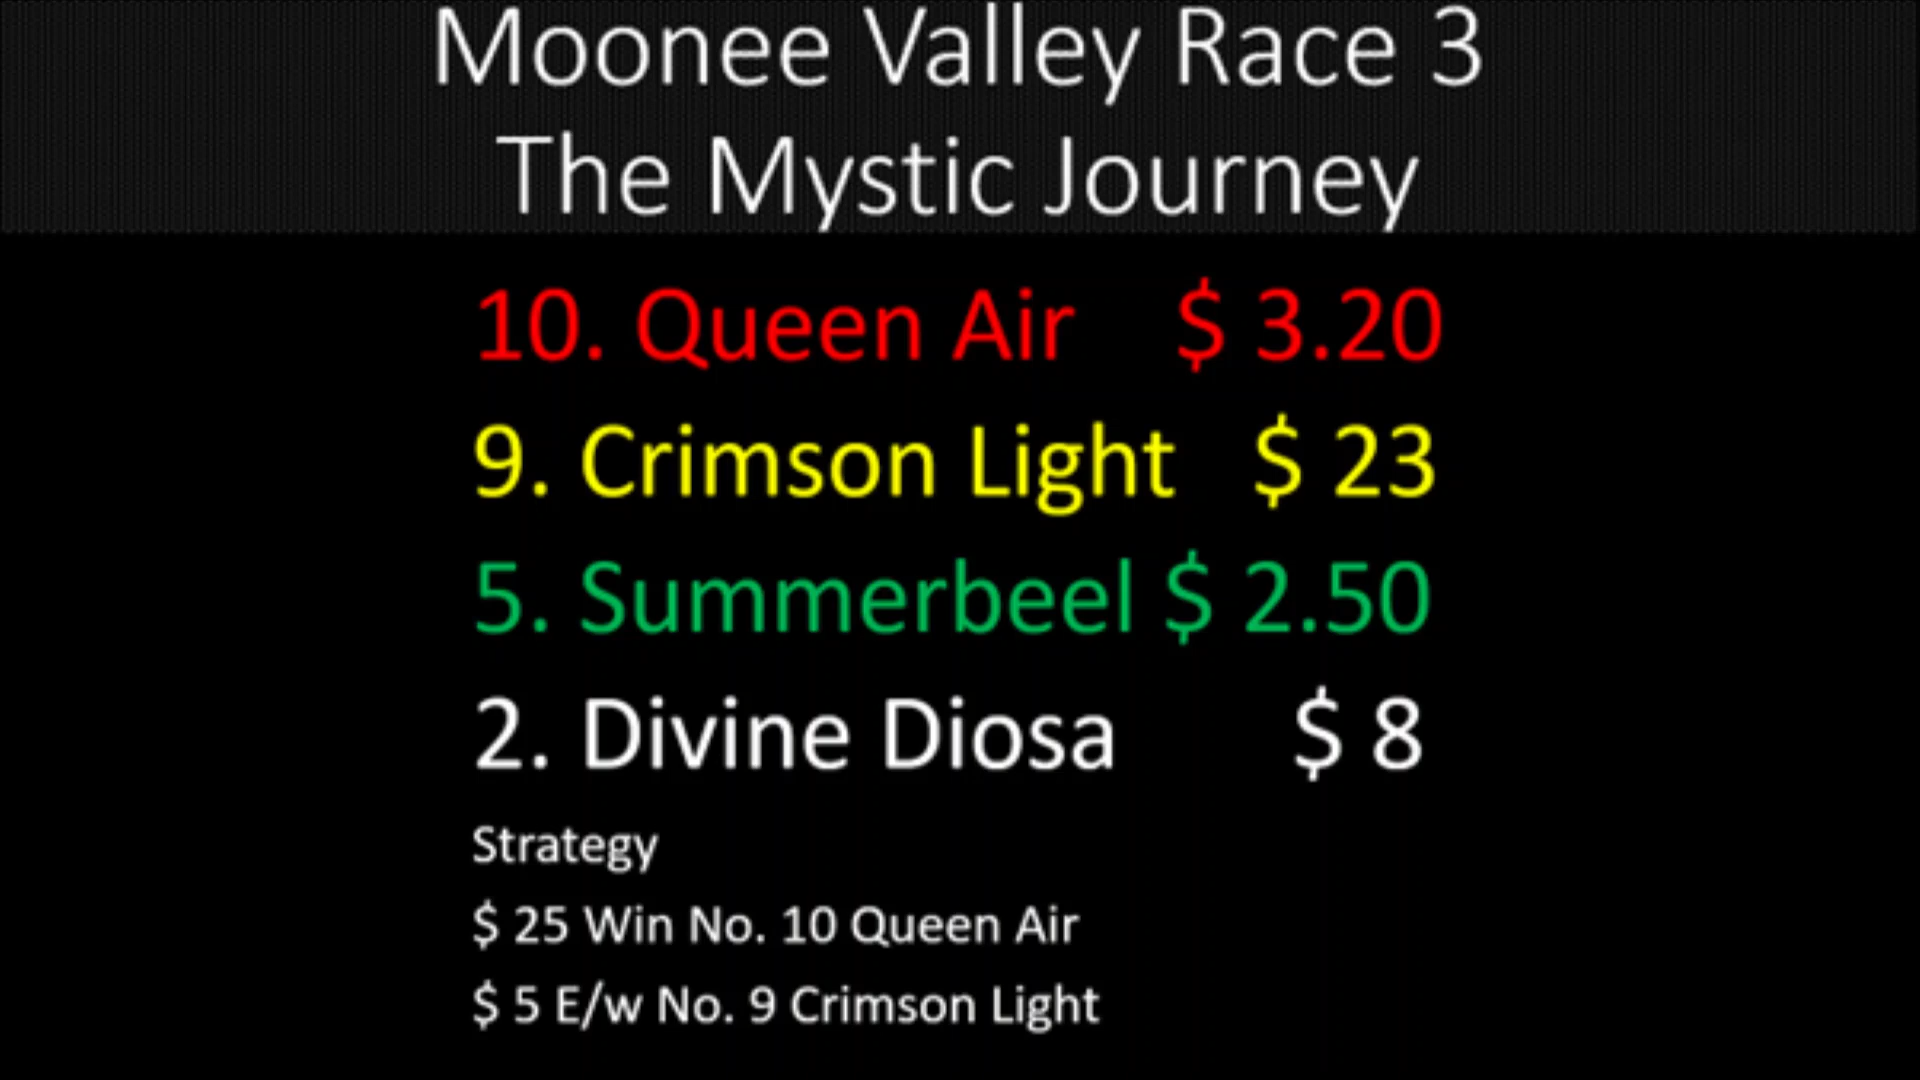 Moonee Valley Race 3
The Mystic Journey
10. Queen Air $ 3.20
9. Crimson Light $ 23
5. Summerbeel $ 2.50
2. Divine Diosa $ 8
Strategy
$ 25 Win No. 10 Queen Air
$ 5 E/w No. 9 Crimson Light